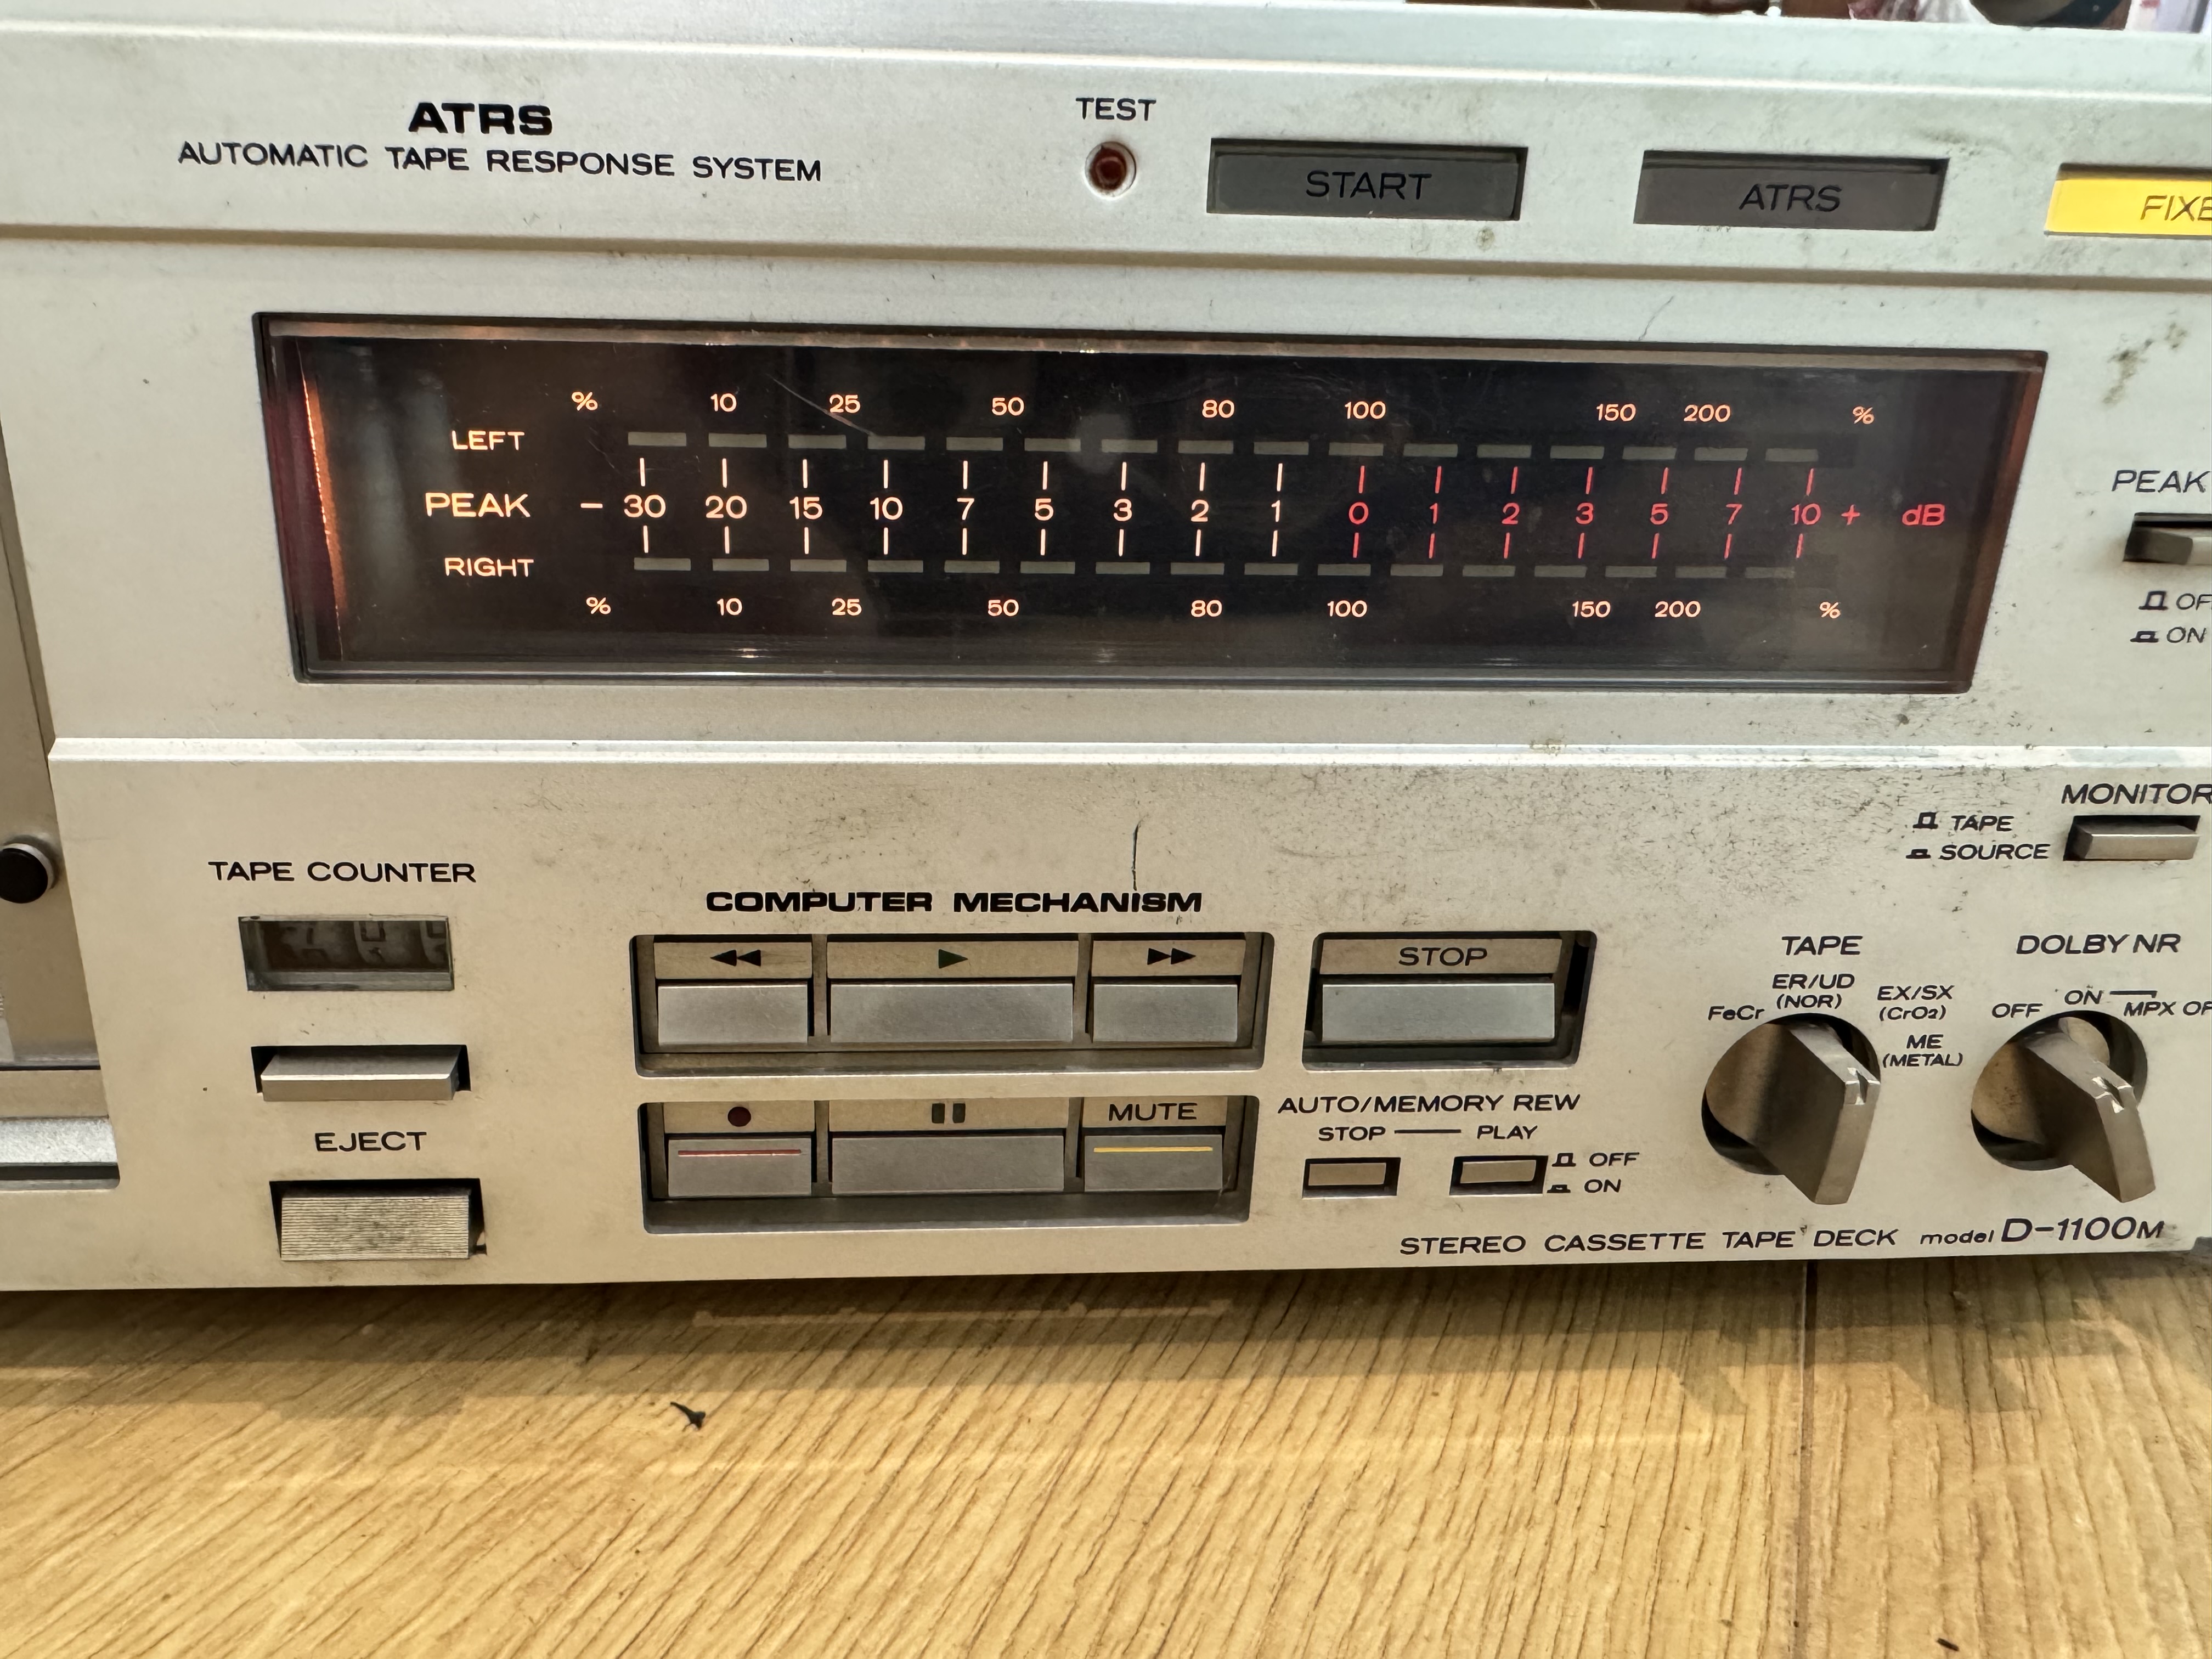 ATRS
AUTOMATIC TAPE RESPONSE SYSTEM
TEST
START
ATRS
% 10 25 50 80 100 150 200 %
LEFT
PEAK - 30 20 15 10 7 5 3 2 1 0 1 2 3 5 7 10 + dB
RIGHT
% 10 25 50 80 100 150 200 %
PEAK
ON
MONITOR
TAPE
SOURCE
TAPE COUNTER
EJECT
COMPUTER MECHANISM
STOP
MUTE
AUTO/MEMORY REW
STOP — PLAY
OFF
ON
TAPE
FeCr
ER/UD
(NOR)
EX/SX
(CrO2)
ME
(METAL)
DOLBY NR
OFF
ON
MPX
STEREO CASSETTE TAPE DECK model D-1100M